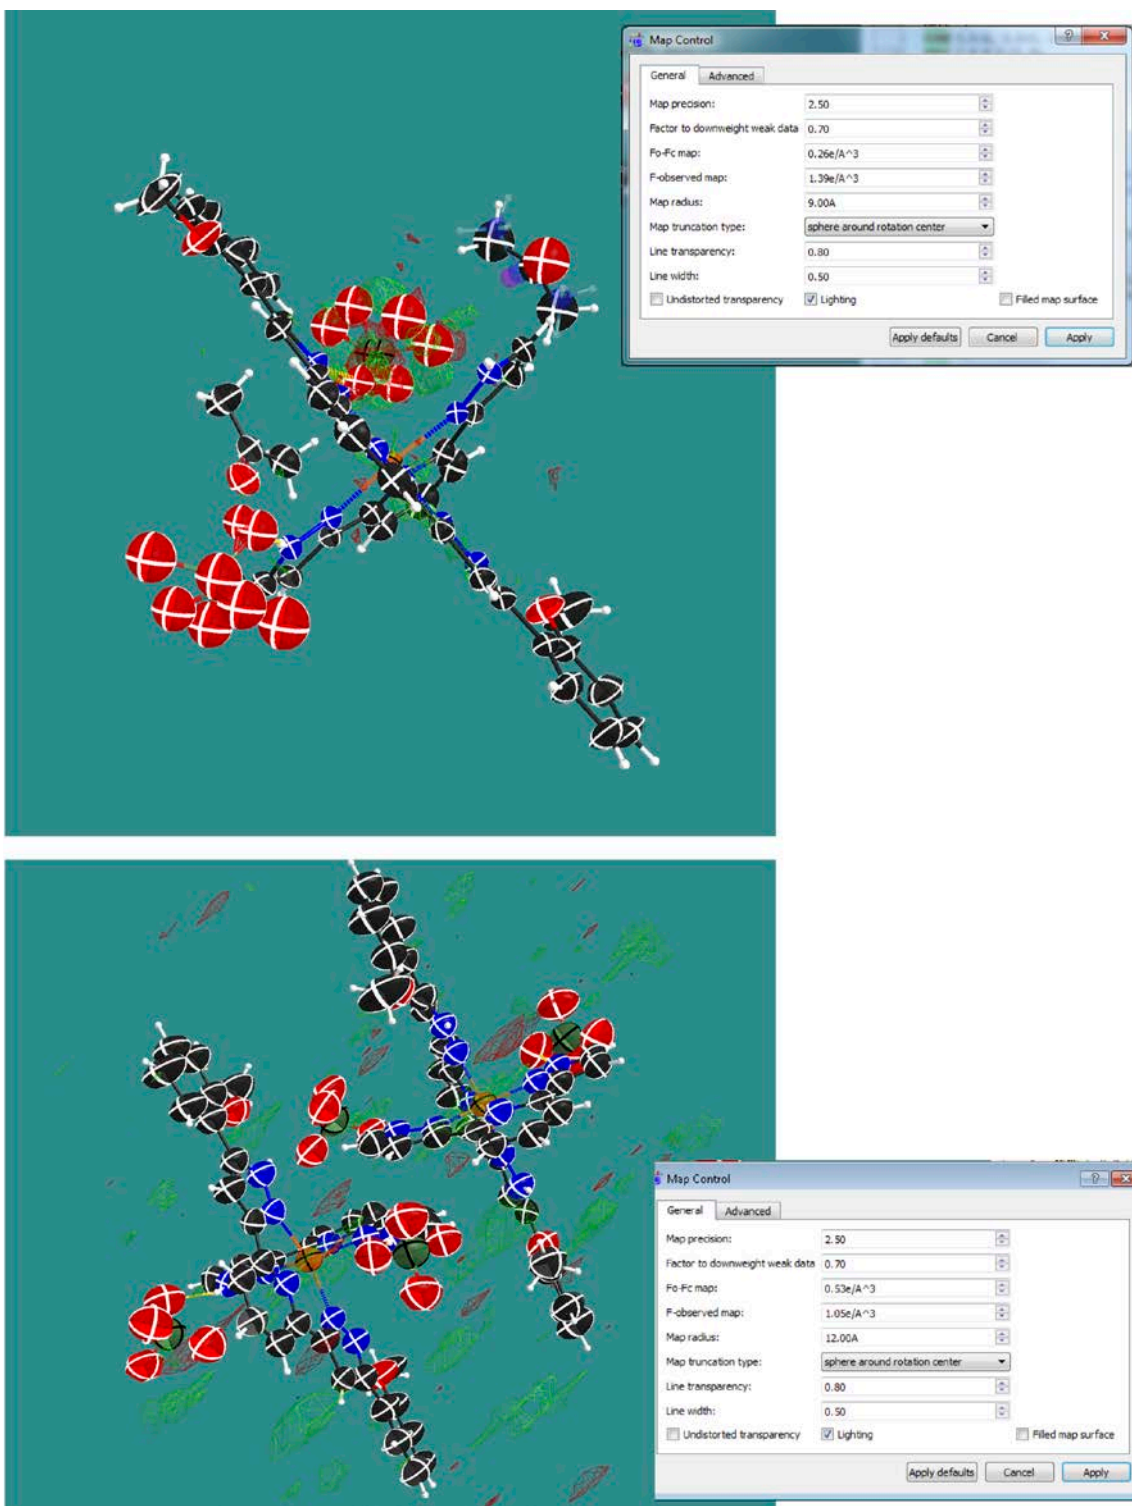 Map Control
General Advanced
Map precision: 2.50
Factor to downweight weak data 0.70
Fo-Fc map: 0.26e/A^3
F-observed map: 1.39e/A^3
Map radius: 9.00A
Map truncation type: sphere around rotation center
Line transparency: 0.80
Line width: 0.50
Undistorted transparency Lighting Filled map surface
Apply defaults Cancel Apply
Map Control
General Advanced
Map precision: 2.50
Factor to downweight weak data 0.70
Fo-Fc map: 0.53e/A^3
F-observed map: 1.05e/A^3
Map radius: 12.00A
Map truncation type: sphere around rotation center
Line transparency: 0.80
Line width: 0.50
Undistorted transparency Lighting Filled map surface
Apply defaults Cancel Apply